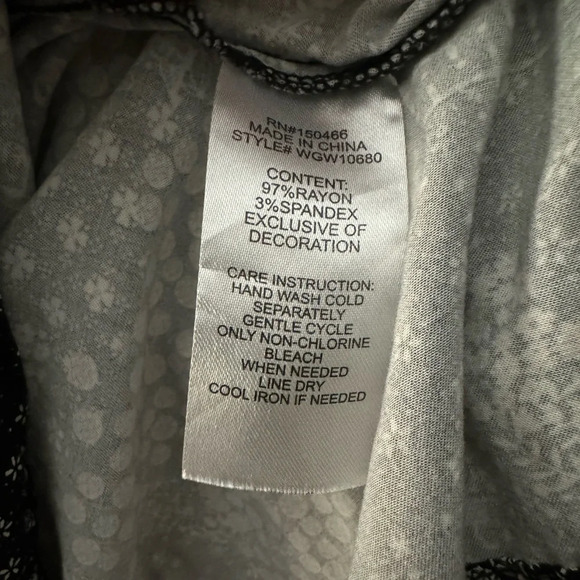 RN#150466
MADE IN CHINA
STYLE# WGW10680
CONTENT:
97%RAYON
3%SPANDEX
EXCLUSIVE OF
DECORATION
CARE INSTRUCTION:
HAND WASH COLD
SEPARATELY
GENTLE CYCLE
ONLY NON-CHLORINE
BLEACH
WHEN NEEDED
LINE DRY
COOL IRON IF NEEDED